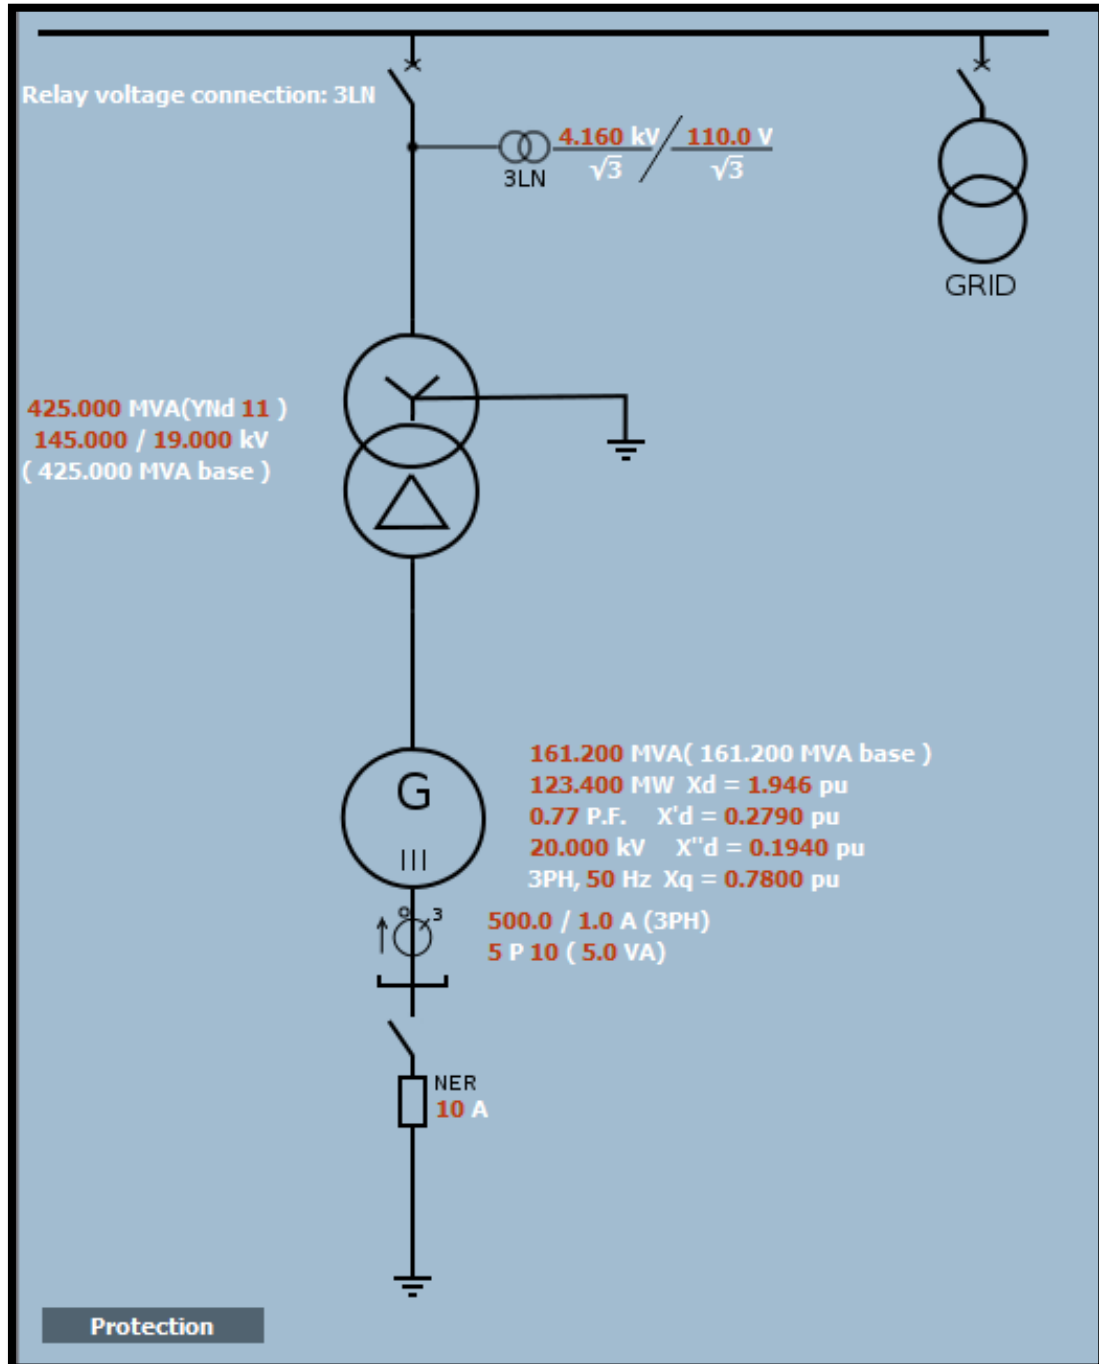 Relay voltage connection: 3LN
4.160 kV / 110.0 V
√3 √3
3LN
GRID
425.000 MVA(YNd 11 )
145.000 / 19.000 kV
( 425.000 MVA base )
G
161.200 MVA( 161.200 MVA base )
123.400 MW Xd = 1.946 pu
0.77 P.F. X'd = 0.2790 pu
20.000 kV X"d = 0.1940 pu
3PH, 50 Hz Xq = 0.7800 pu
3
500.0 / 1.0 A (3PH)
5 P 10 ( 5.0 VA)
NER
10 A
Protection